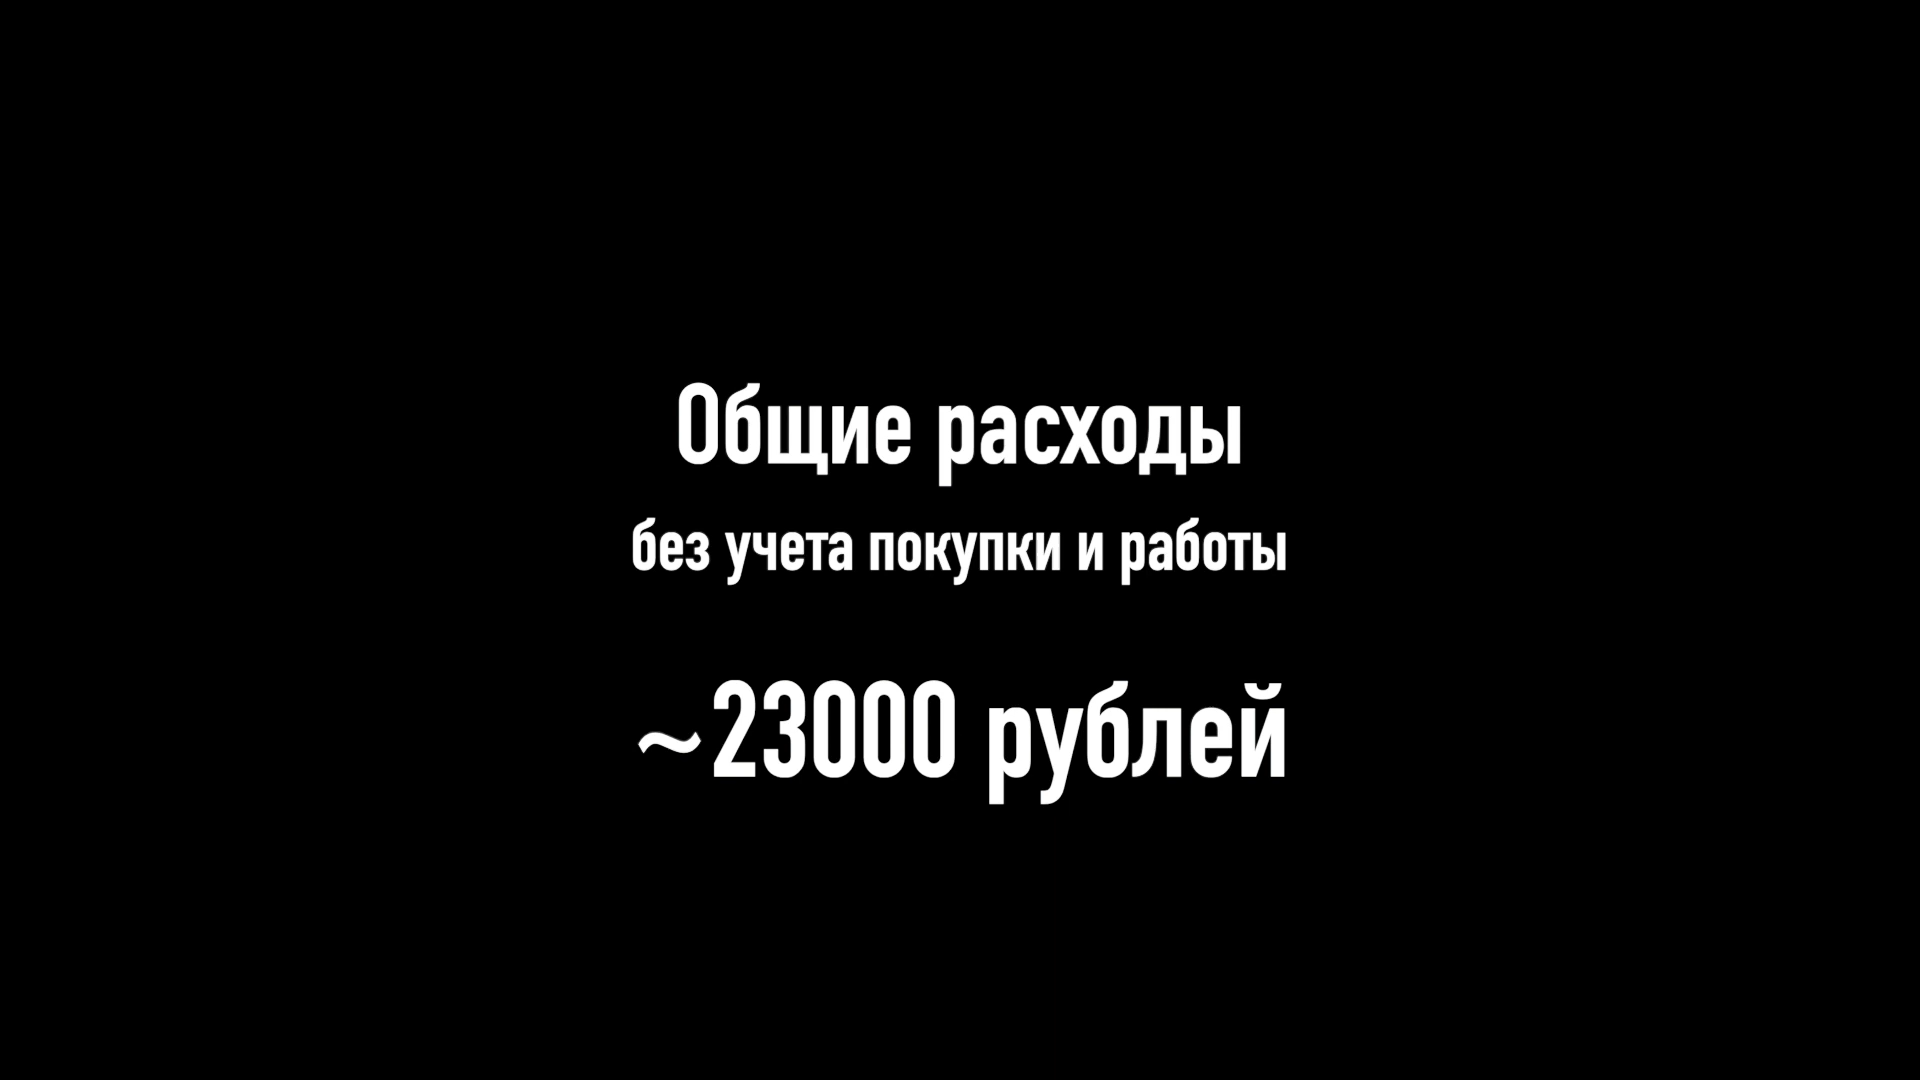 Общие расходы
без учета покупки и работы
~23000 рублей